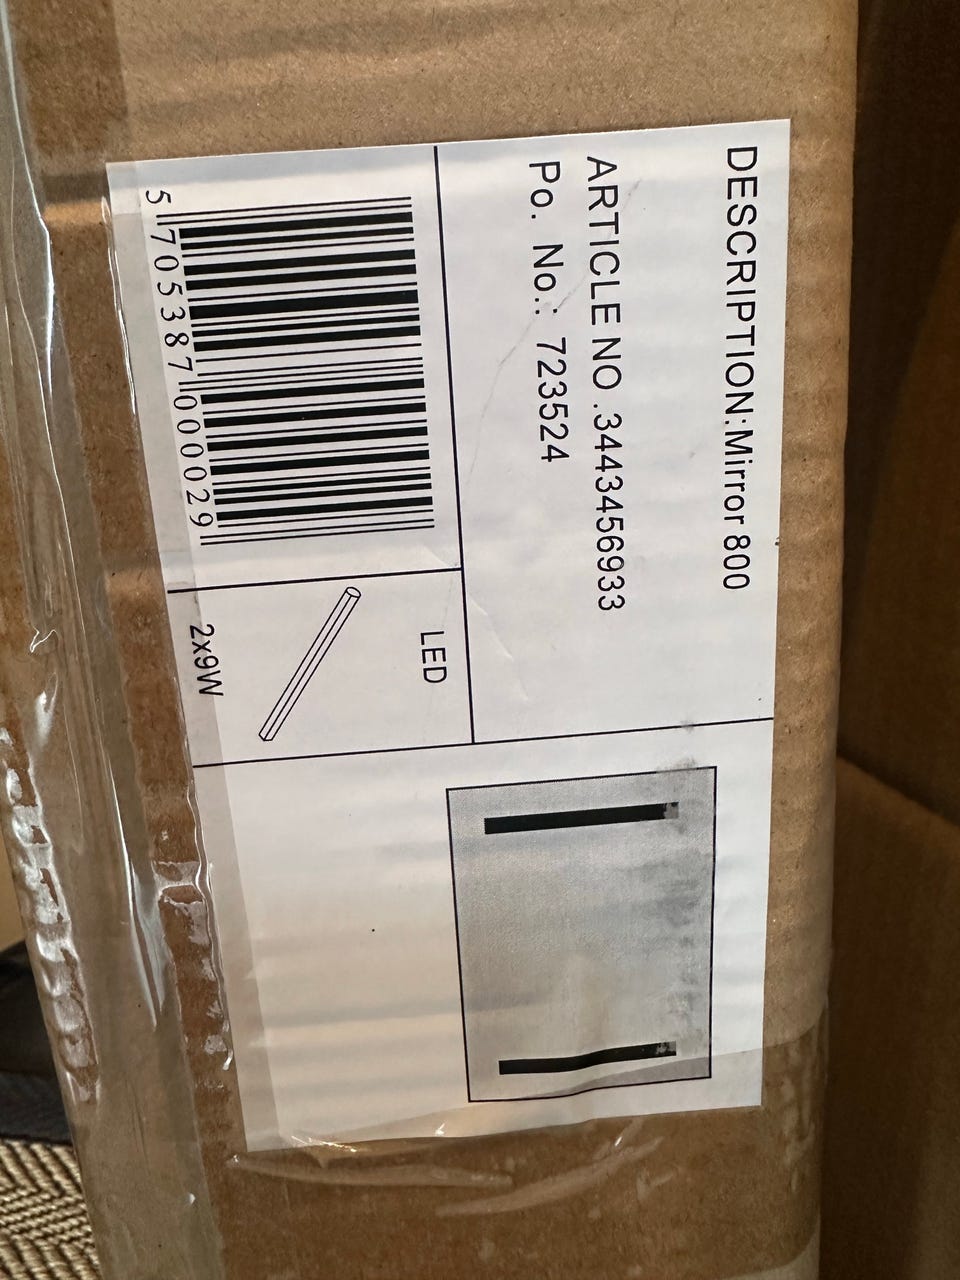 DESCRIPTION:Mirror 800
ARTICLE NO .3443456933
Po. No.: 723524
5 705387 000029
LED
2x9W